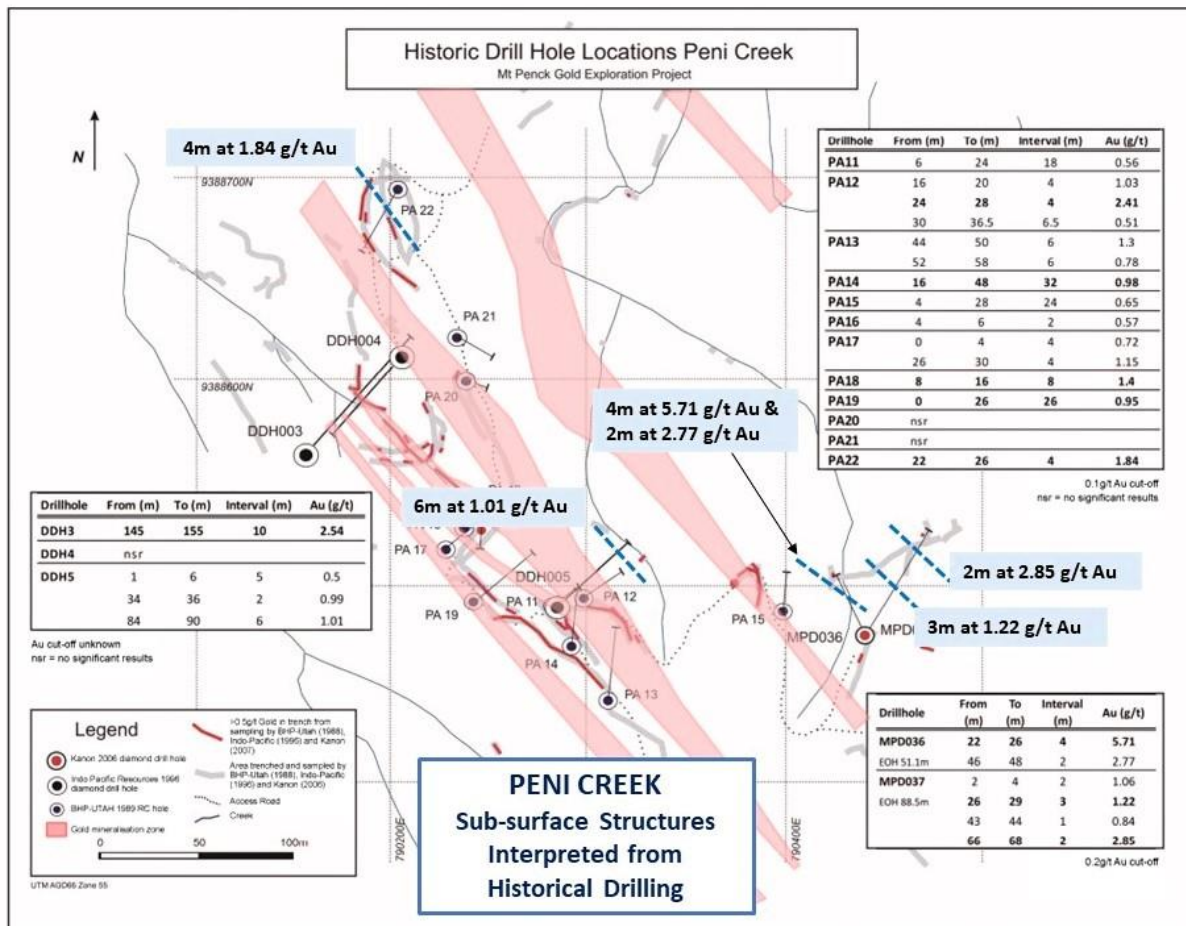 Historic Drill Hole Locations Peni Creek
Mt Penck Gold Exploration Project
N
4m at 1.84 g/t Au
9388700N
PA 22
PA 21
DDH004
9388600N
PA 20
DDH003
4m at 5.71 g/t Au &
2m at 2.77 g/t Au
6m at 1.01 g/t Au
PA 17
DDH005
PA 19
PA 11
PA 12
PA 14
PA 13
PA 15
MPD036
2m at 2.85 g/t Au
3m at 1.22 g/t Au
790200E
790400E
Drillhole From (m) To (m) Interval (m) Au (g/t)
PA11 6 24 18 0.56
PA12 16 20 4 1.03
24 28 4 2.41
30 36.5 6.5 0.51
PA13 44 50 6 1.3
52 58 6 0.78
PA14 16 48 32 0.98
PA15 4 28 24 0.65
PA16 4 6 2 0.57
PA17 0 4 4 0.72
26 30 4 1.15
PA18 8 16 8 1.4
PA19 0 26 26 0.95
PA20 nsr
PA21 nsr
PA22 22 26 4 1.84
0.1g/t Au cut-off
nsr = no significant results
Drillhole From (m) To (m) Interval (m) Au (g/t)
DDH3 145 155 10 2.54
DDH4 nsr
DDH5 1 6 5 0.5
34 36 2 0.99
84 90 6 1.01
Au cut-off unknown
nsr = no significant results
Drillhole From (m) To (m) Interval (m) Au (g/t)
MPD036 22 26 4 5.71
EOH 51.1m 46 48 2 2.77
MPD037 2 4 2 1.06
EOH 88.5m 26 29 3 1.22
43 44 1 0.84
66 68 2 2.85
0.2g/t Au cut-off
Legend
Kanon 2006 diamond drill hole
Indo Pacific Resources 1996
diamond drill hole
BHP-UTAH 1989 RC hole
Gold mineralisation zone
>0.5g/t Gold in trench from
sampling by BHP-Utah (1988),
Indo-Pacific (1995) and Kanon
(2007)
Area trenched and sampled by
BHP-Utah (1988), Indo-Pacific
(1995) and Kanon (2006)
Access Road
Creek
0 50 100m
UTM AGD66 Zone 55
PENI CREEK
Sub-surface Structures
Interpreted from
Historical Drilling